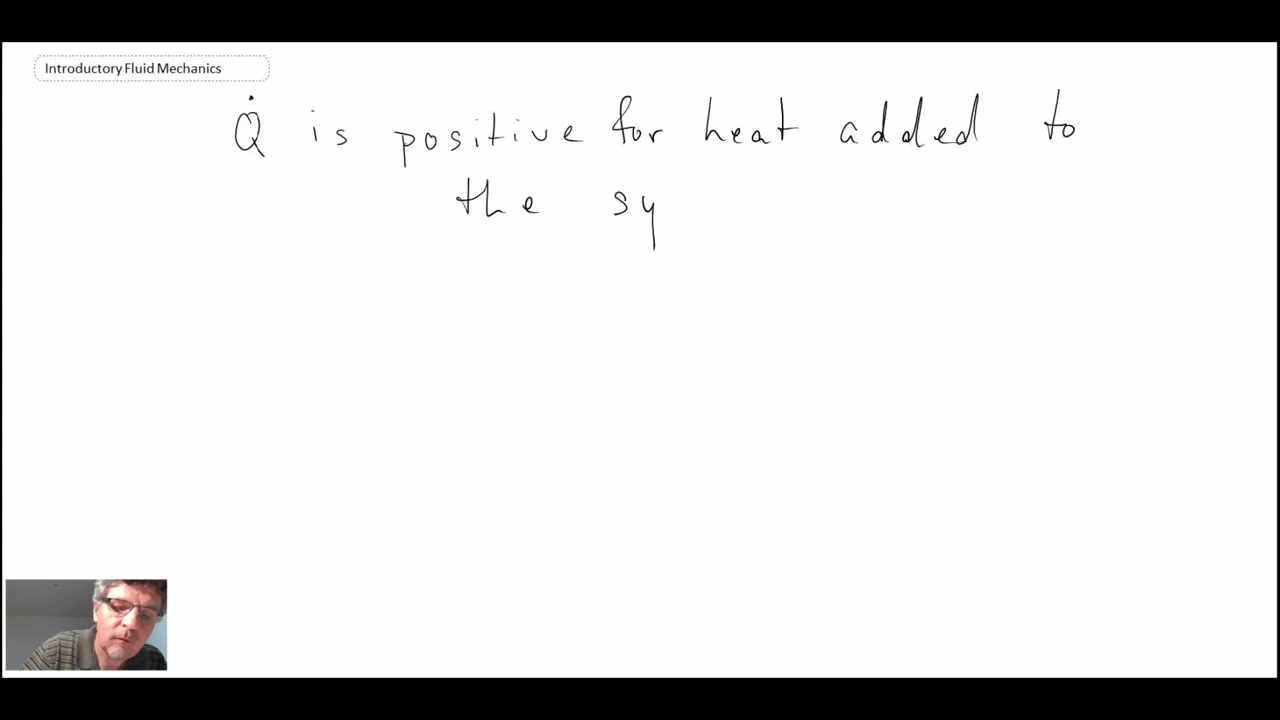 Introductory Fluid Mechanics
Q̇ is positive for heat added to
the sy